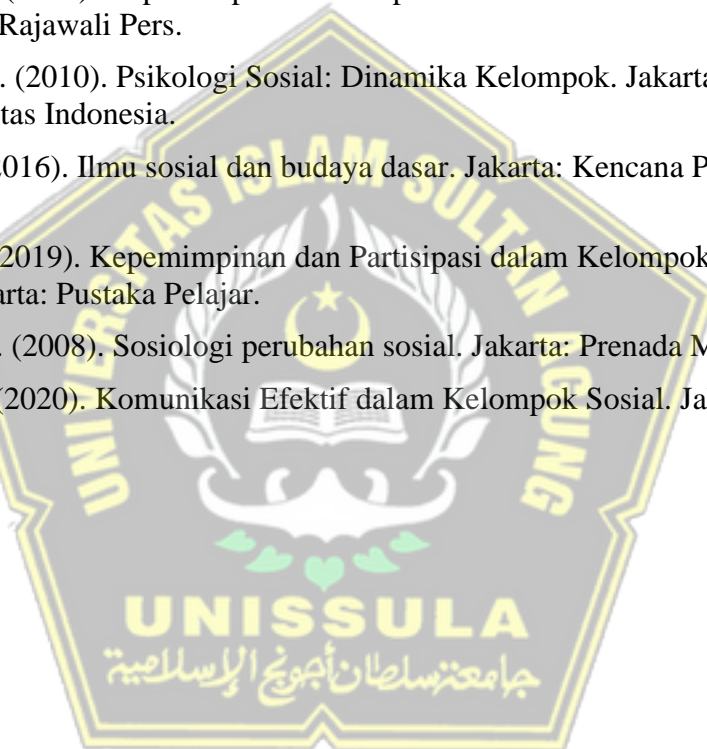 Rajawali Pers.
. (2010). Psikologi Sosial: Dinamika Kelompok. Jakarta
tas Indonesia.
2016). Ilmu sosial dan budaya dasar. Jakarta: Kencana P
2019). Kepemimpinan dan Partisipasi dalam Kelompok
arta: Pustaka Pelajar.
. (2008). Sosiologi perubahan sosial. Jakarta: Prenada M
(2020). Komunikasi Efektif dalam Kelompok Sosial. Ja
UNIVERSITAS ISLAM SULTAN AGUNG
UNISSULA
جامعة سلطان أجونج الإسلامية